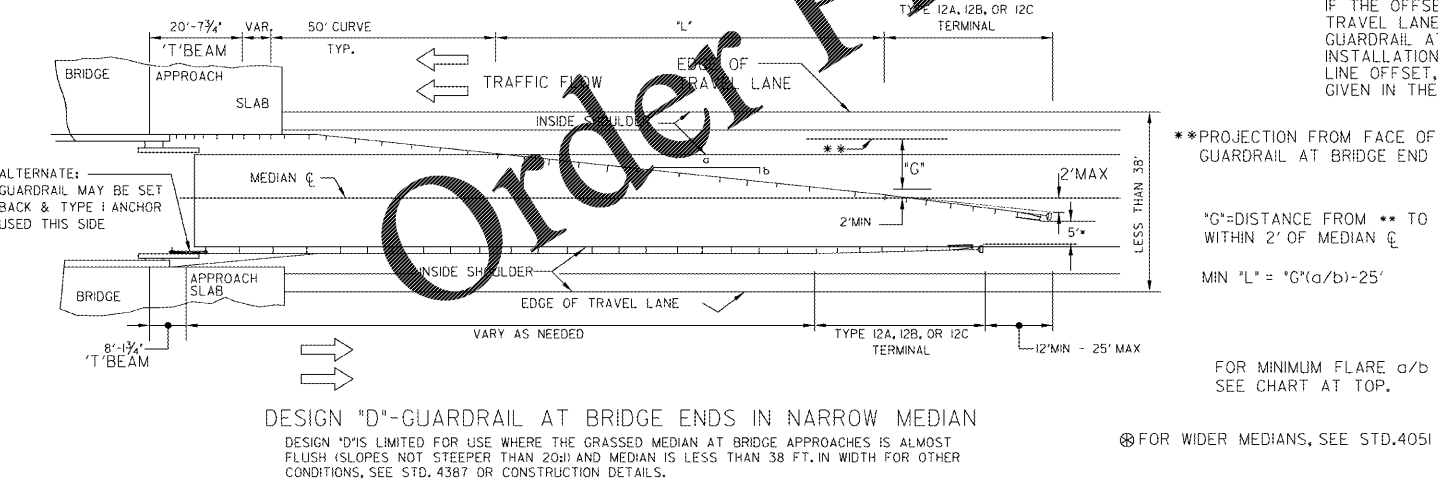 20'-7¾"
VAR.
50' CURVE
TYP.
"L"
TYPE 12A, 12B, OR 12C
TERMINAL
'T'BEAM
BRIDGE
APPROACH
SLAB
TRAFFIC FLOW
EDGE OF
TRAVEL LANE
INSIDE SHOULDER
**
a
b
"G"
2'MAX
ALTERNATE:
GUARDRAIL MAY BE SET
BACK & TYPE 1 ANCHOR
USED THIS SIDE
MEDIAN ℄
2'MIN
5'*
LESS THAN 38'
INSIDE SHOULDER
EDGE OF TRAVEL LANE
BRIDGE
APPROACH
SLAB
8'-1¾"
'T'BEAM
VARY AS NEEDED
TYPE 12A, 12B, OR 12C
TERMINAL
12'MIN - 25' MAX
Order
IF THE OFFSE
TRAVEL LANE
GUARDRAIL AT
INSTALLATION
LINE OFFSET,
GIVEN IN THE
**PROJECTION FROM FACE OF
GUARDRAIL AT BRIDGE END
"G"=DISTANCE FROM ** TO
WITHIN 2' OF MEDIAN ℄
MIN "L" = "G"(a/b)-25'
FOR MINIMUM FLARE a/b
SEE CHART AT TOP.
⊛FOR WIDER MEDIANS, SEE STD.4051
DESIGN "D"-GUARDRAIL AT BRIDGE ENDS IN NARROW MEDIAN
DESIGN "D"IS LIMITED FOR USE WHERE THE GRASSED MEDIAN AT BRIDGE APPROACHES IS ALMOST
FLUSH (SLOPES NOT STEEPER THAN 20:1) AND MEDIAN IS LESS THAN 38 FT. IN WIDTH FOR OTHER
CONDITIONS, SEE STD. 4387 OR CONSTRUCTION DETAILS.